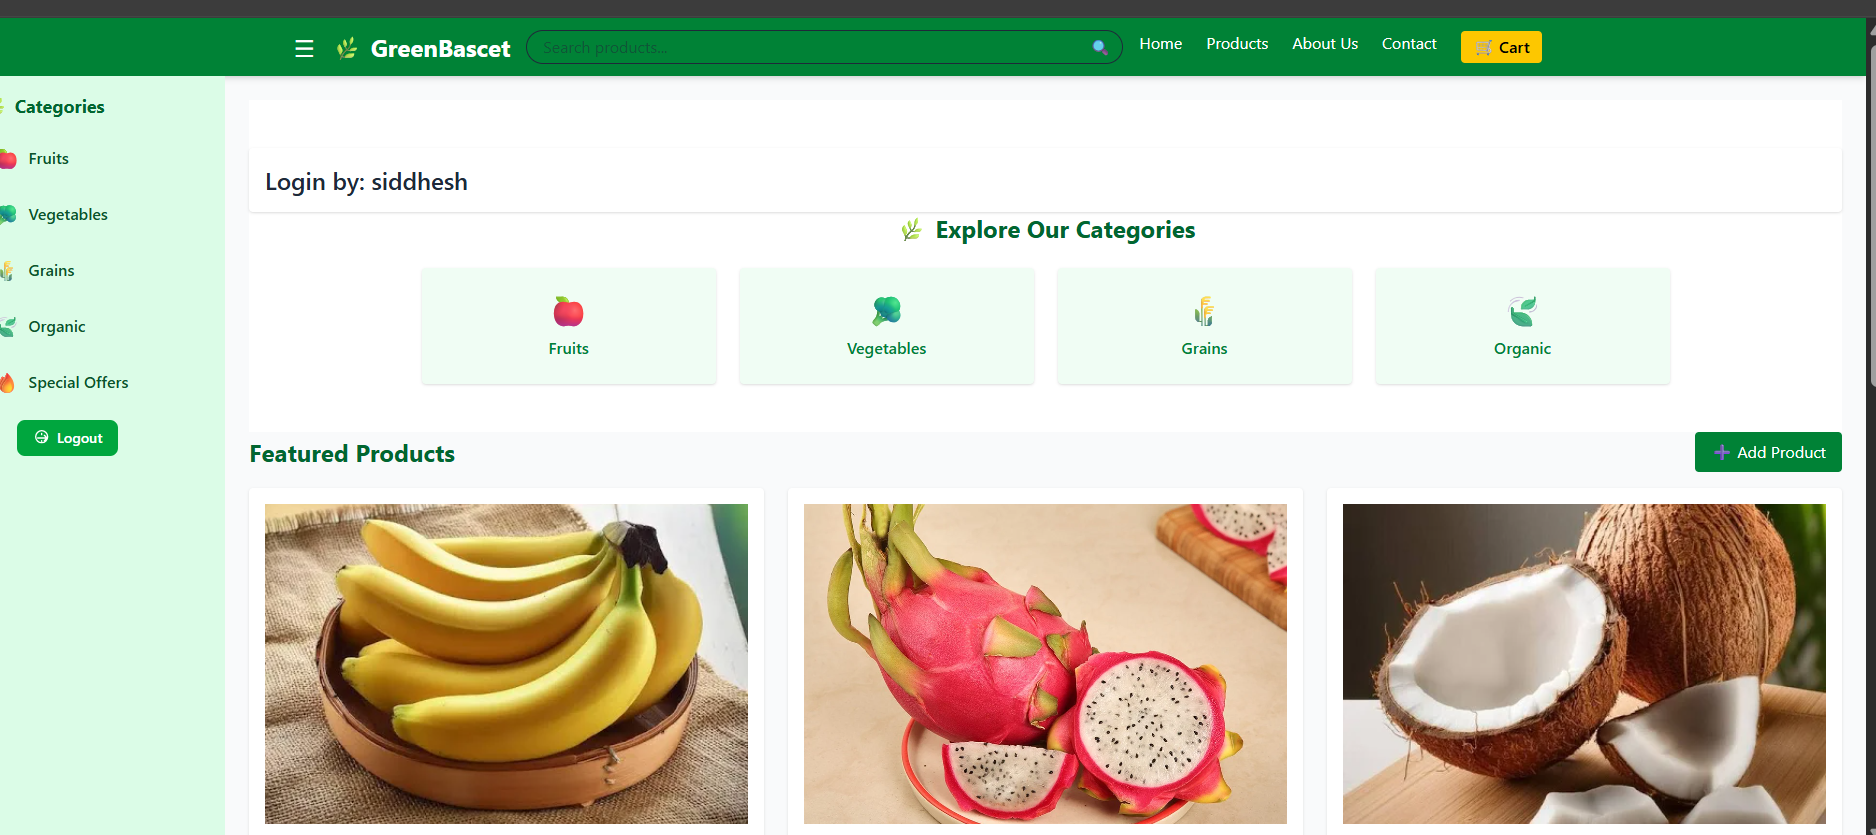 GreenBascet
Search products...
Home
Products
About Us
Contact
Cart
Categories
Fruits
Vegetables
Grains
Organic
Special Offers
Logout
Login by: siddhesh
Explore Our Categories
Fruits
Vegetables
Grains
Organic
Featured Products
Add Product